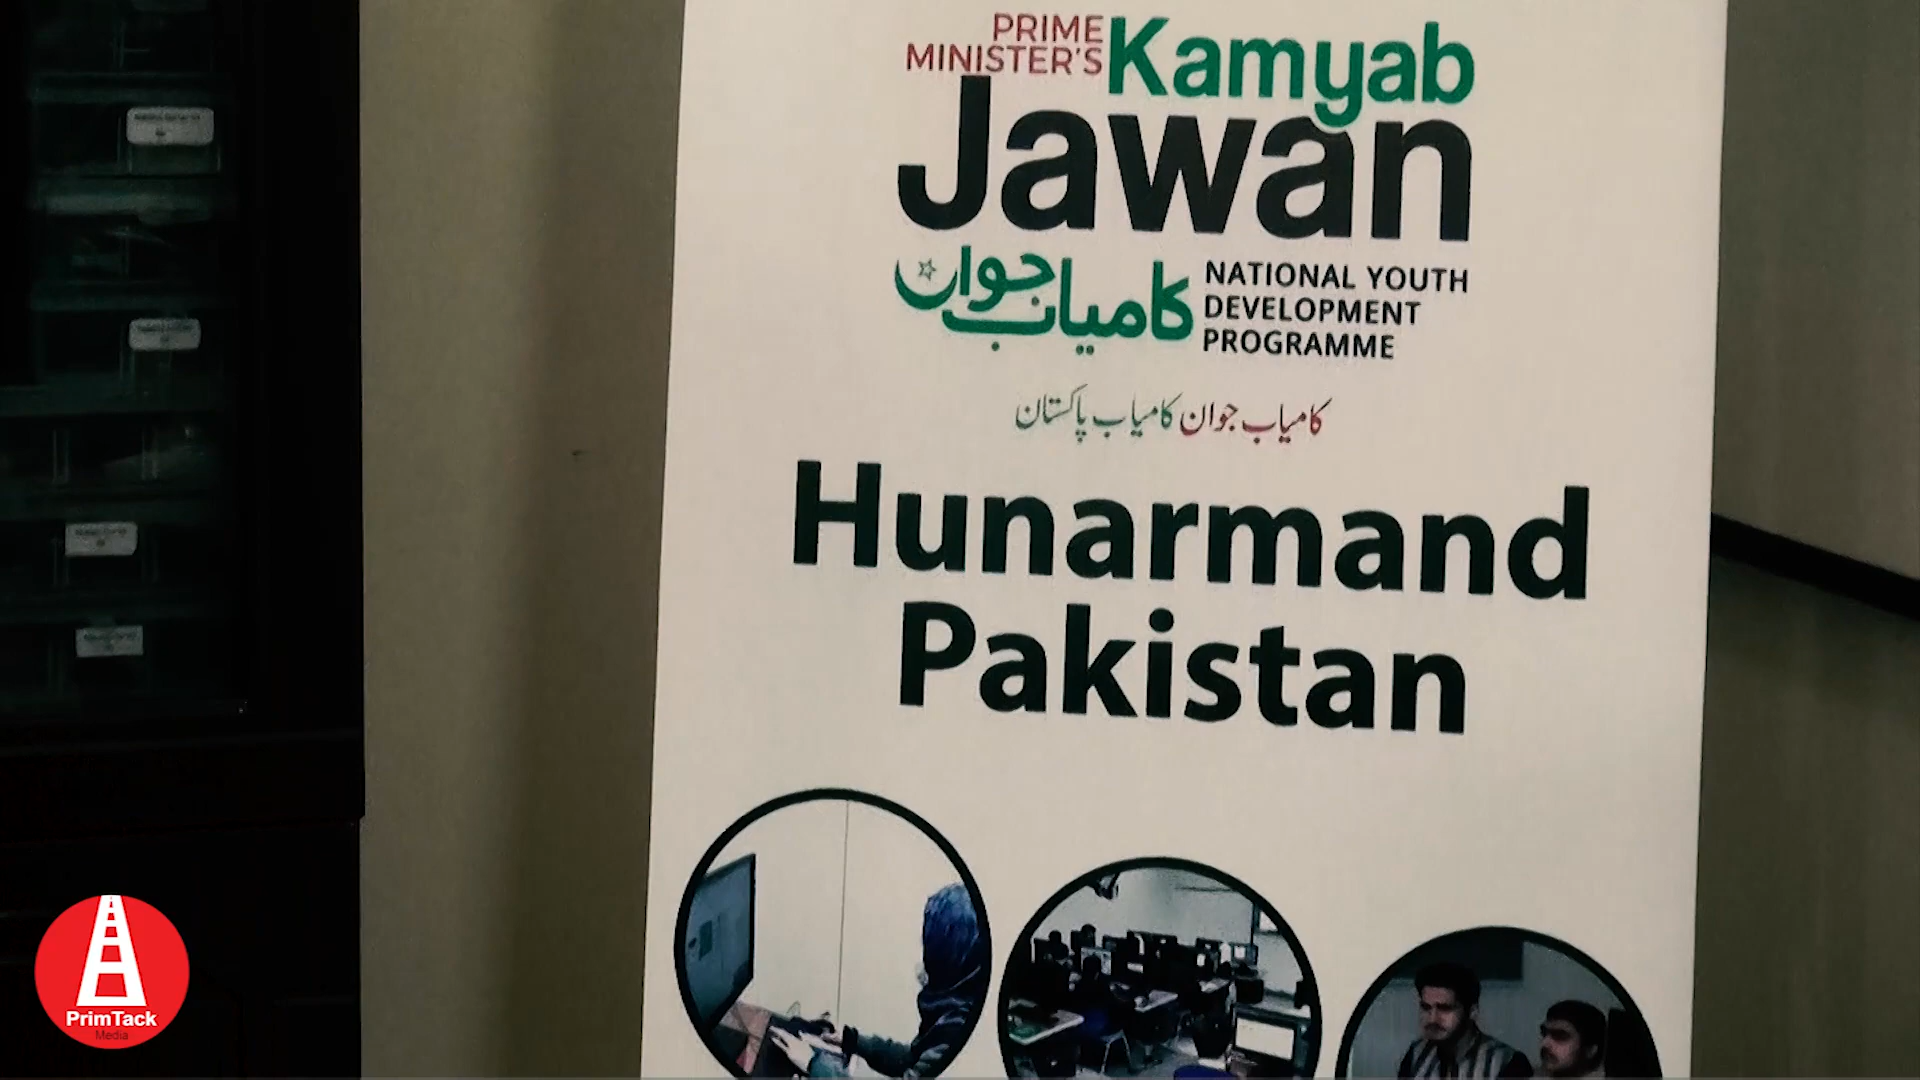 PRIME
MINISTER'S
Kamyab
Jawan
کامیاب جوان
NATIONAL YOUTH
DEVELOPMENT
PROGRAMME
کامیاب جوان کامیاب پاکستان
Hunarmand
Pakistan
PrimTack
Media